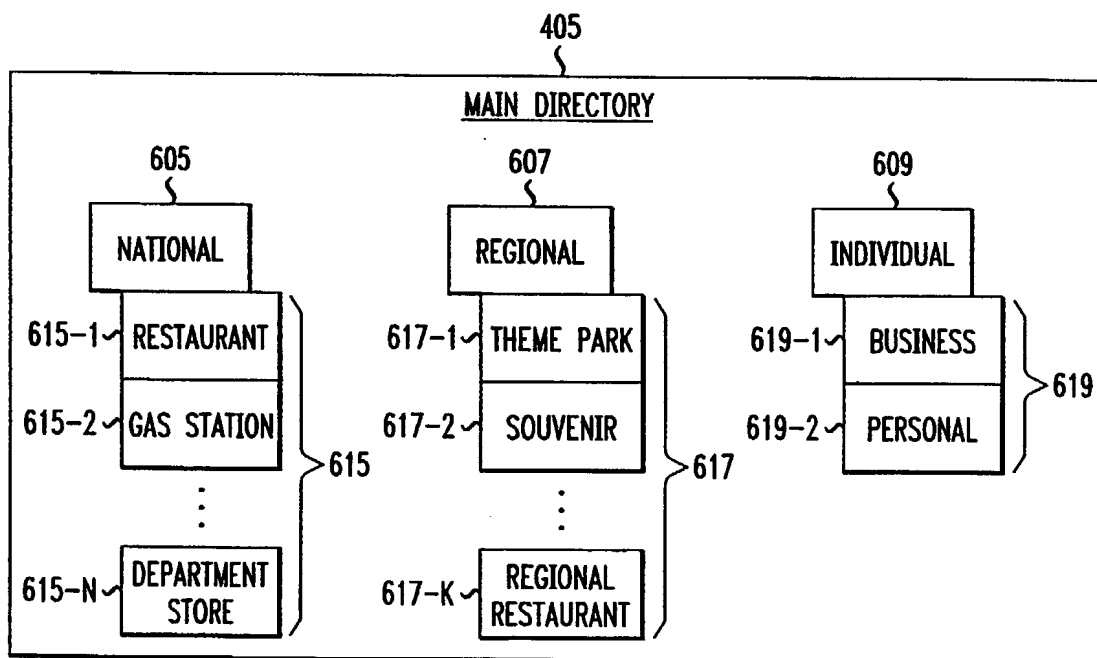 405
MAIN DIRECTORY
605
607
609
NATIONAL
REGIONAL
INDIVIDUAL
615-1
RESTAURANT
617-1
THEME PARK
619-1
BUSINESS
615-2
GAS STATION
615
617-2
SOUVENIR
617
619-2
PERSONAL
619
615-N
DEPARTMENT
STORE
617-K
REGIONAL
RESTAURANT